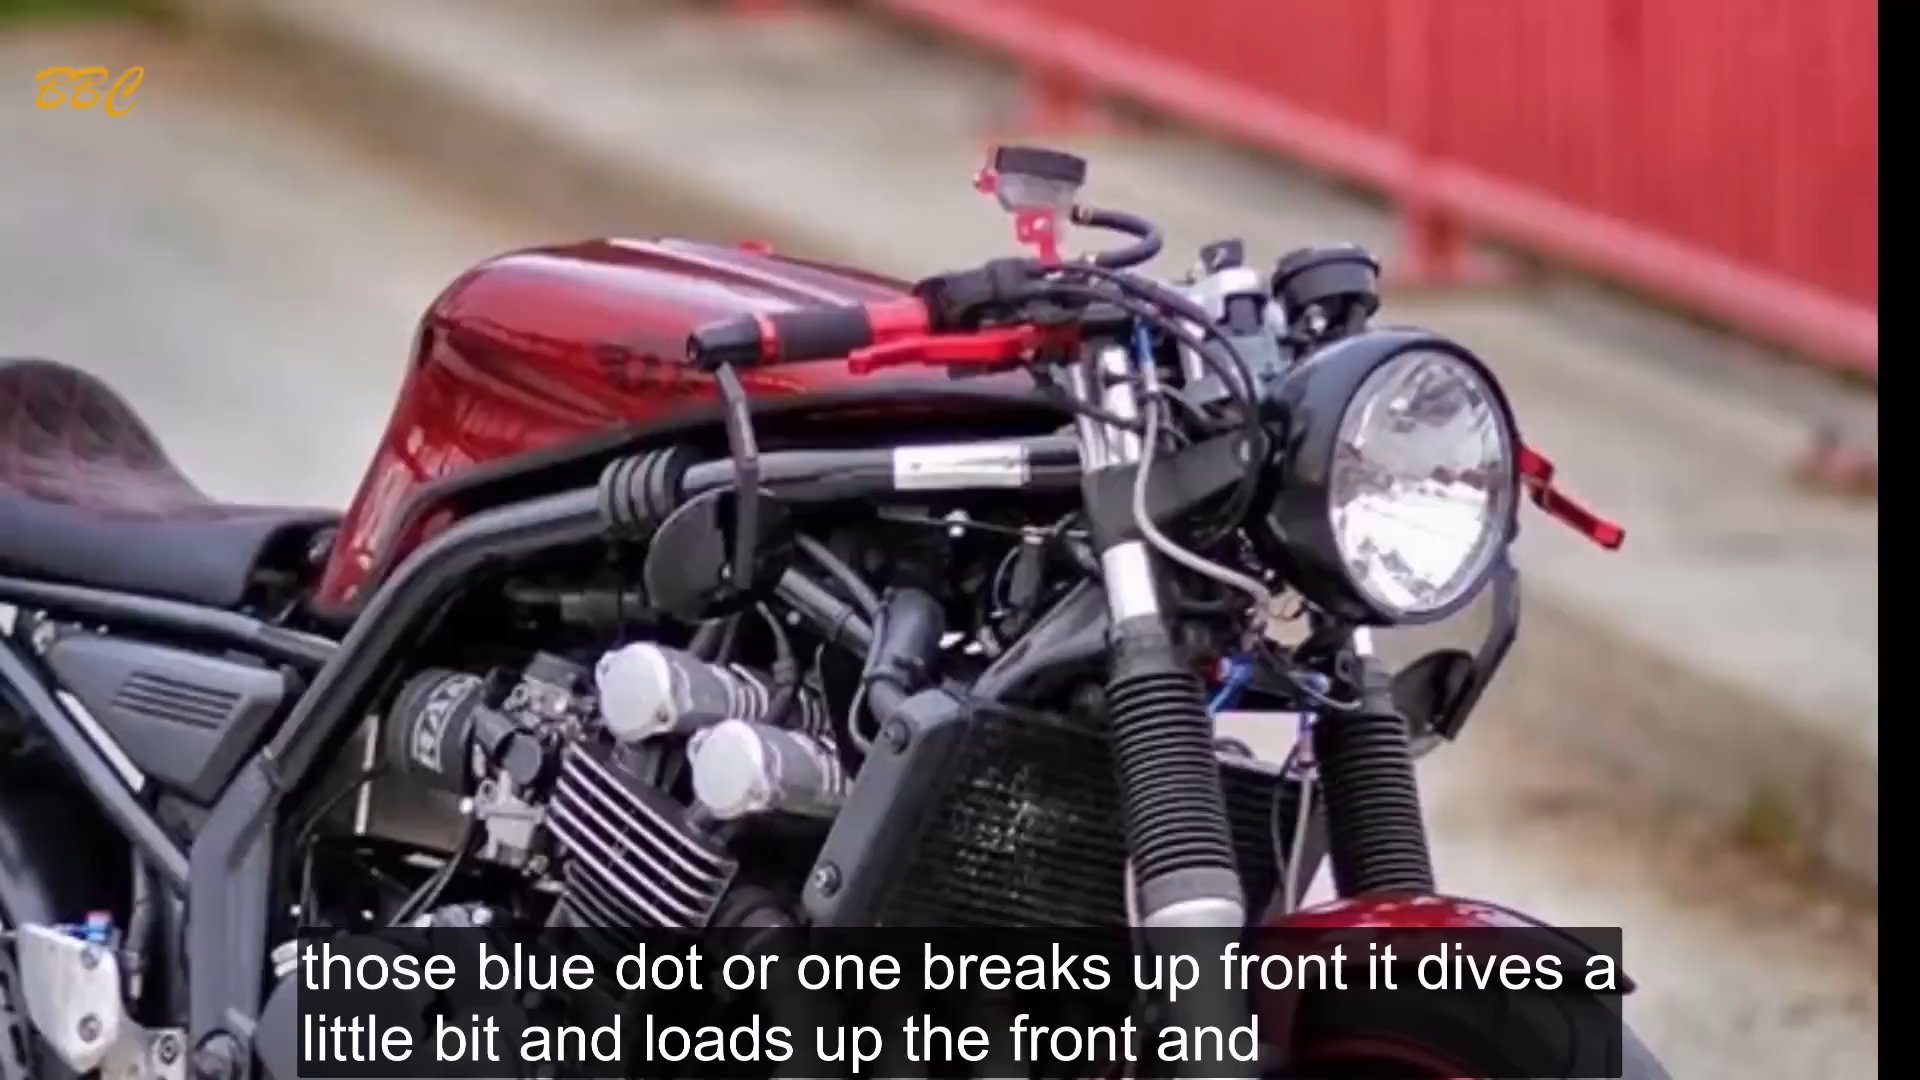 BBC
those blue dot or one breaks up front it dives a
little bit and loads up the front and